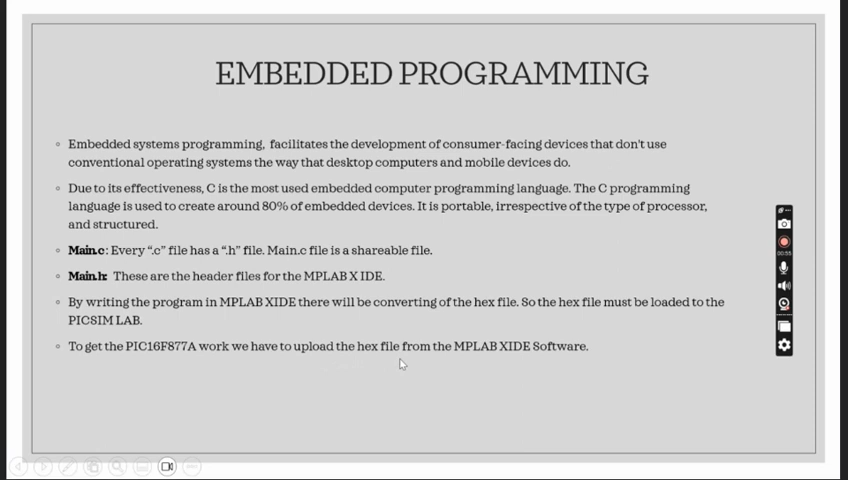 EMBEDDED PROGRAMMING
Embedded systems programming, facilitates the development of consumer-facing devices that don't use
conventional operating systems the way that desktop computers and mobile devices do.
Due to its effectiveness, C is the most used embedded computer programming language. The C programming
language is used to create around 80% of embedded devices. It is portable, irrespective of the type of processor,
and structured.
Main.c: Every “.c” file has a “.h” file. Main.c file is a shareable file.
Main.h: These are the header files for the MPLAB X IDE.
By writing the program in MPLAB XIDE there will be converting of the hex file. So the hex file must be loaded to the
PICSIM LAB.
To get the PIC16F877A work we have to upload the hex file from the MPLAB XIDE Software.